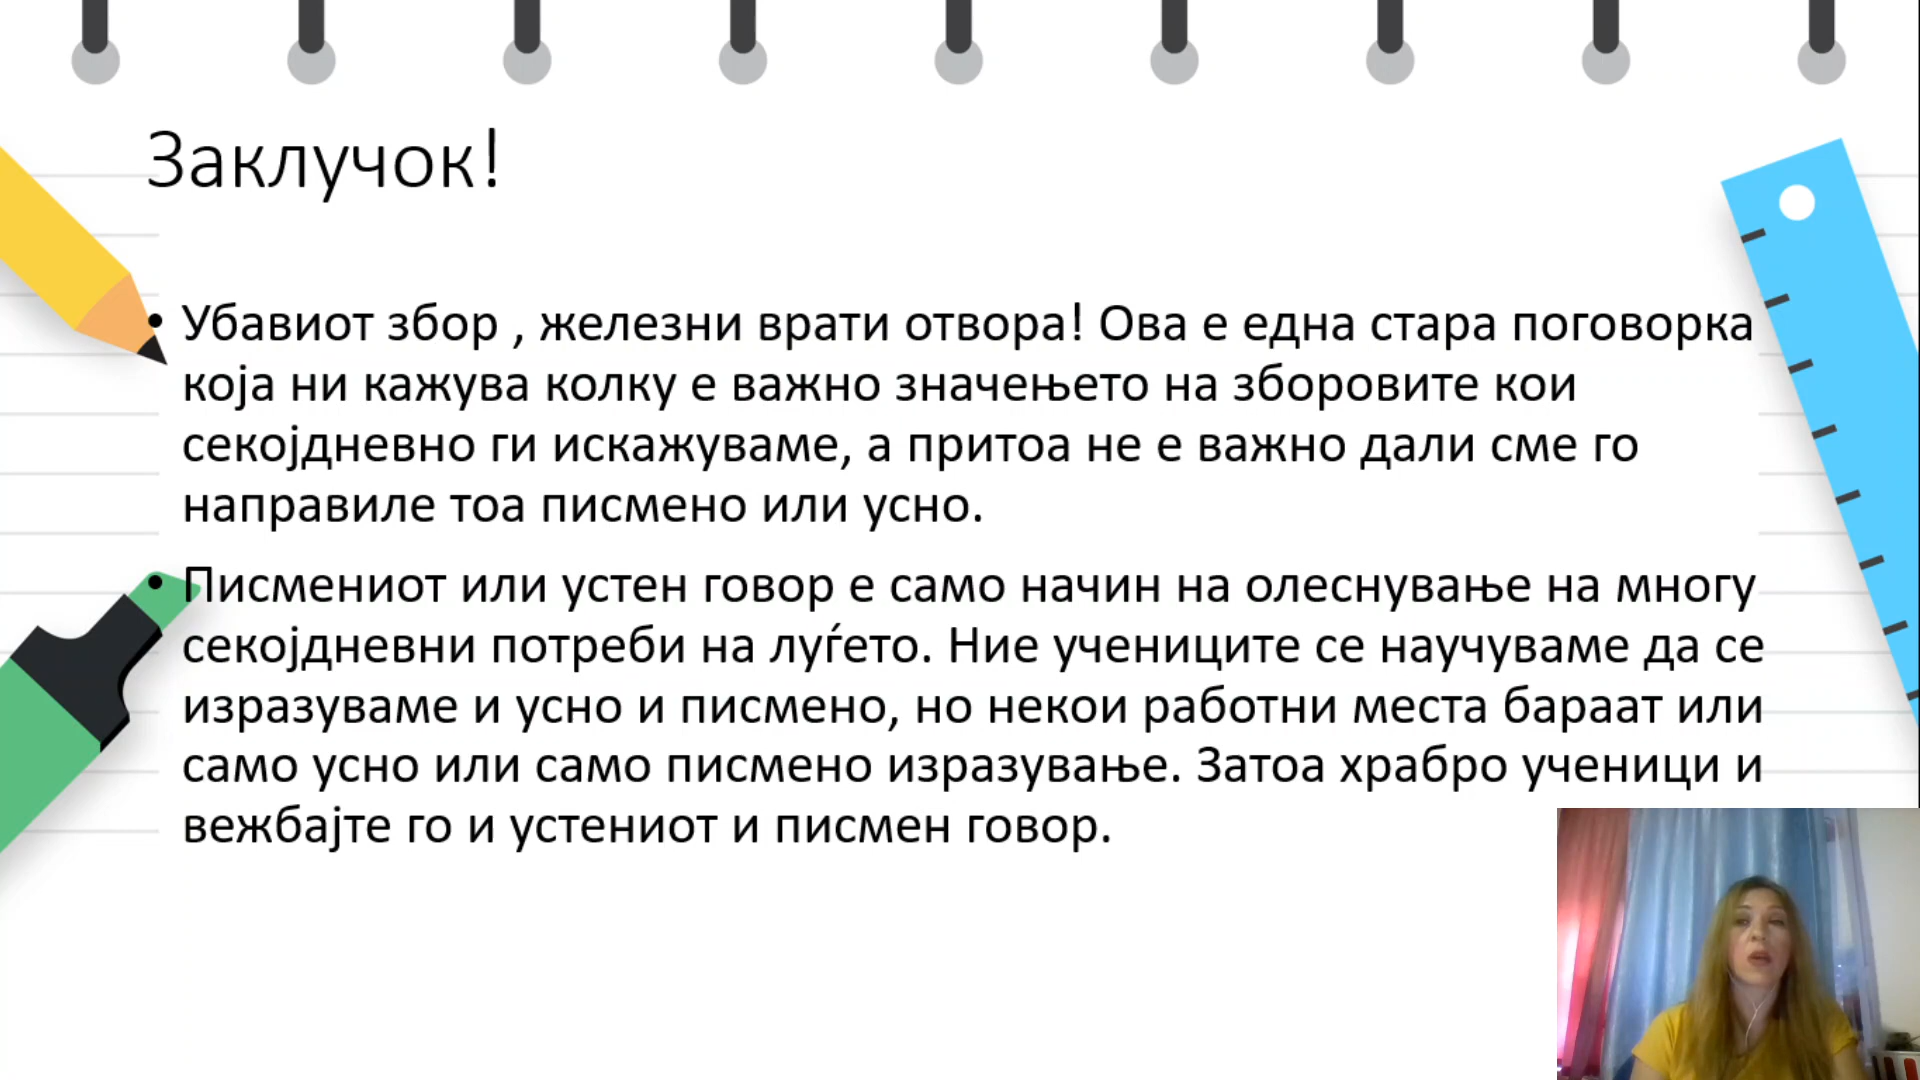 Заклучок!
• Убавиот збор , железни врати отвора! Ова е една стара поговорка
која ни кажува колку е важно значењето на зборовите кои
секојдневно ги искажуваме, а притоа не е важно дали сме го
направиле тоа писмено или усно.
• Писмениот или устен говор е само начин на олеснување на многу
секојдневни потреби на луѓето. Ние учениците се научуваме да се
изразуваме и усно и писмено, но некои работни места бараат или
само усно или само писмено изразување. Затоа храбро ученици и
вежбајте го и устениот и писмен говор.